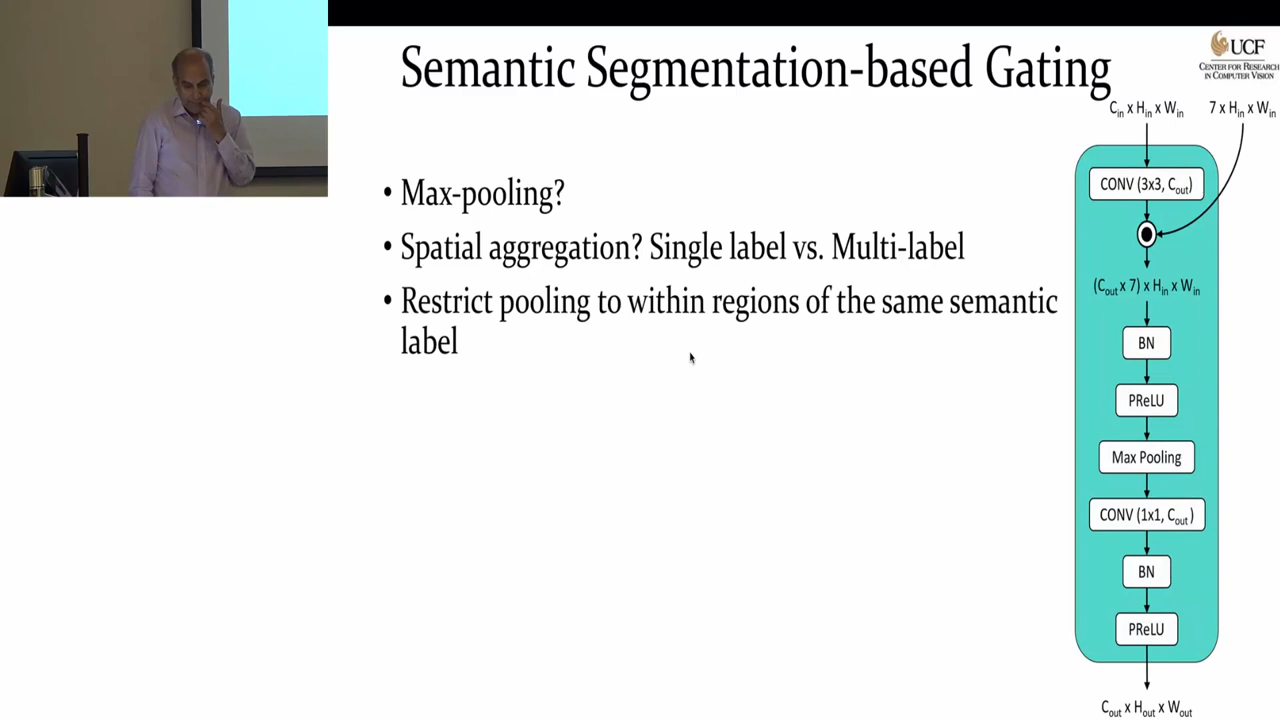 Semantic Segmentation-based Gating
UCF
CENTER FOR RESEARCH
IN COMPUTER VISION
• Max-pooling?
• Spatial aggregation? Single label vs. Multi-label
• Restrict pooling to within regions of the same semantic
label
C_in x H_in x W_in
7 x H_in x W_in
CONV (3x3, C_out)
(C_out x 7) x H_in x W_in
BN
PReLU
Max Pooling
CONV (1x1, C_out )
BN
PReLU
C_out x H_out x W_out